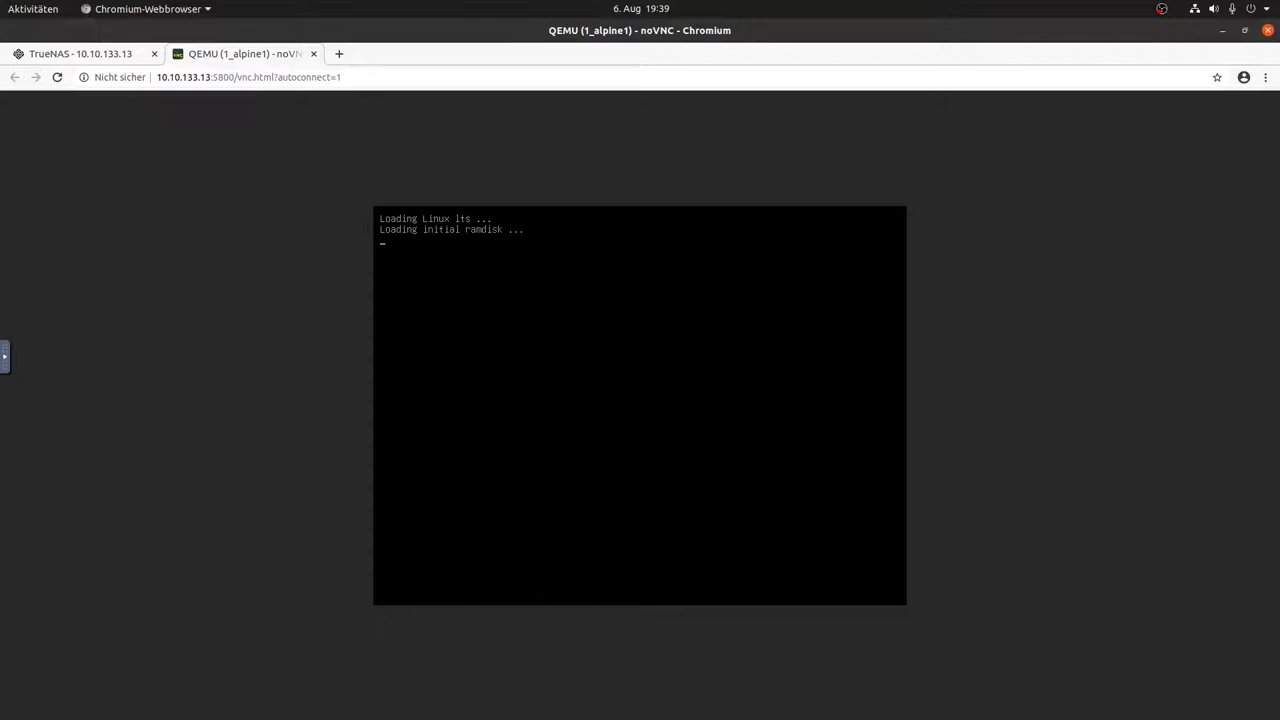 Aktivitäten
Chromium-Webbrowser
6. Aug 19:39
QEMU (1_alpine1) - noVNC - Chromium
TrueNAS - 10.10.133.13
QEMU (1_alpine1) - noVN
Nicht sicher
10.10.133.13:5800/vnc.html?autoconnect=1
Loading Linux lts ...
Loading initial ramdisk ...